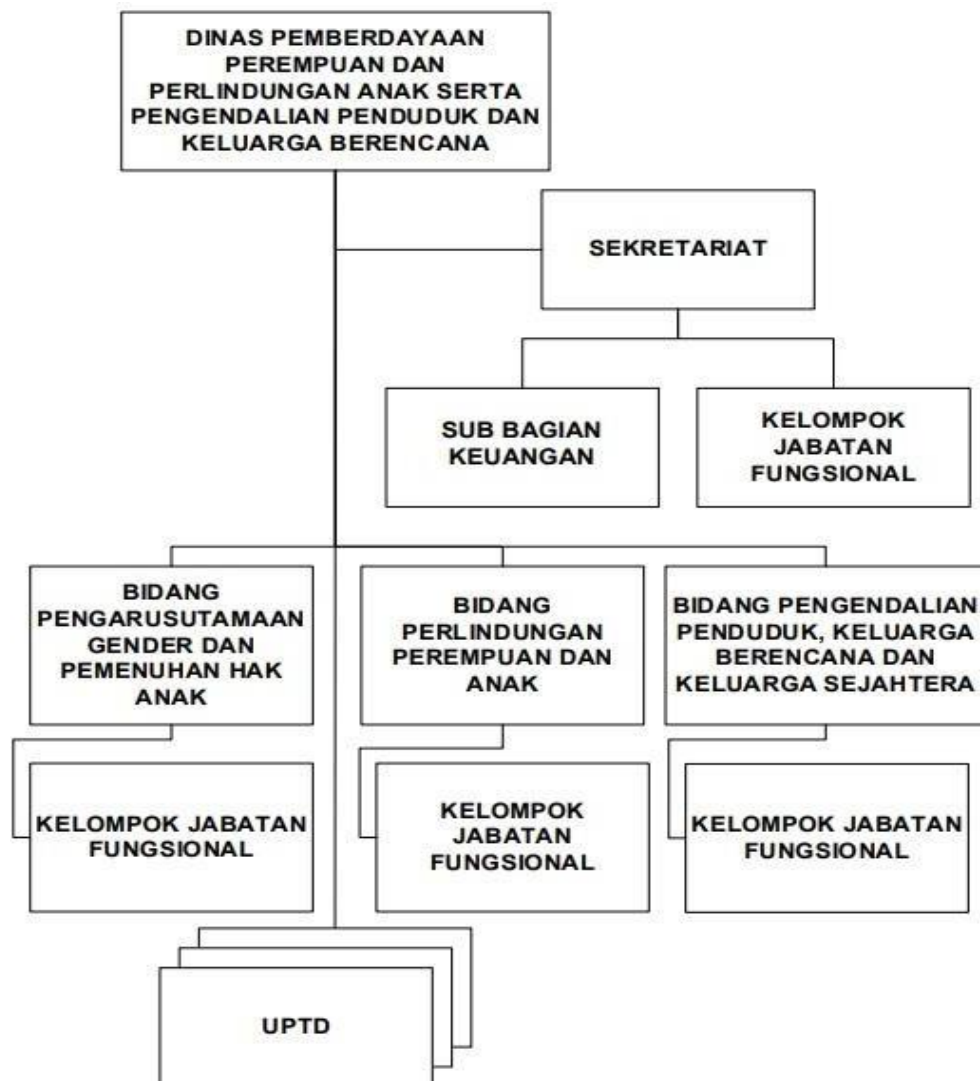 DINAS PEMBERDAYAAN
PEREMPUAN DAN
PERLINDUNGAN ANAK SERTA
PENGENDALIAN PENDUDUK DAN
KELUARGA BERENCANA
SEKRETARIAT
SUB BAGIAN
KEUANGAN
KELOMPOK
JABATAN
FUNGSIONAL
BIDANG
PENGARUSUTAMAAN
GENDER DAN
PEMENUHAN HAK
ANAK
BIDANG
PERLINDUNGAN
PEREMPUAN DAN
ANAK
BIDANG PENGENDALIAN
PENDUDUK, KELUARGA
BERENCANA DAN
KELUARGA SEJAHTERA
KELOMPOK JABATAN
FUNGSIONAL
KELOMPOK
JABATAN
FUNGSIONAL
KELOMPOK JABATAN
FUNGSIONAL
UPTD